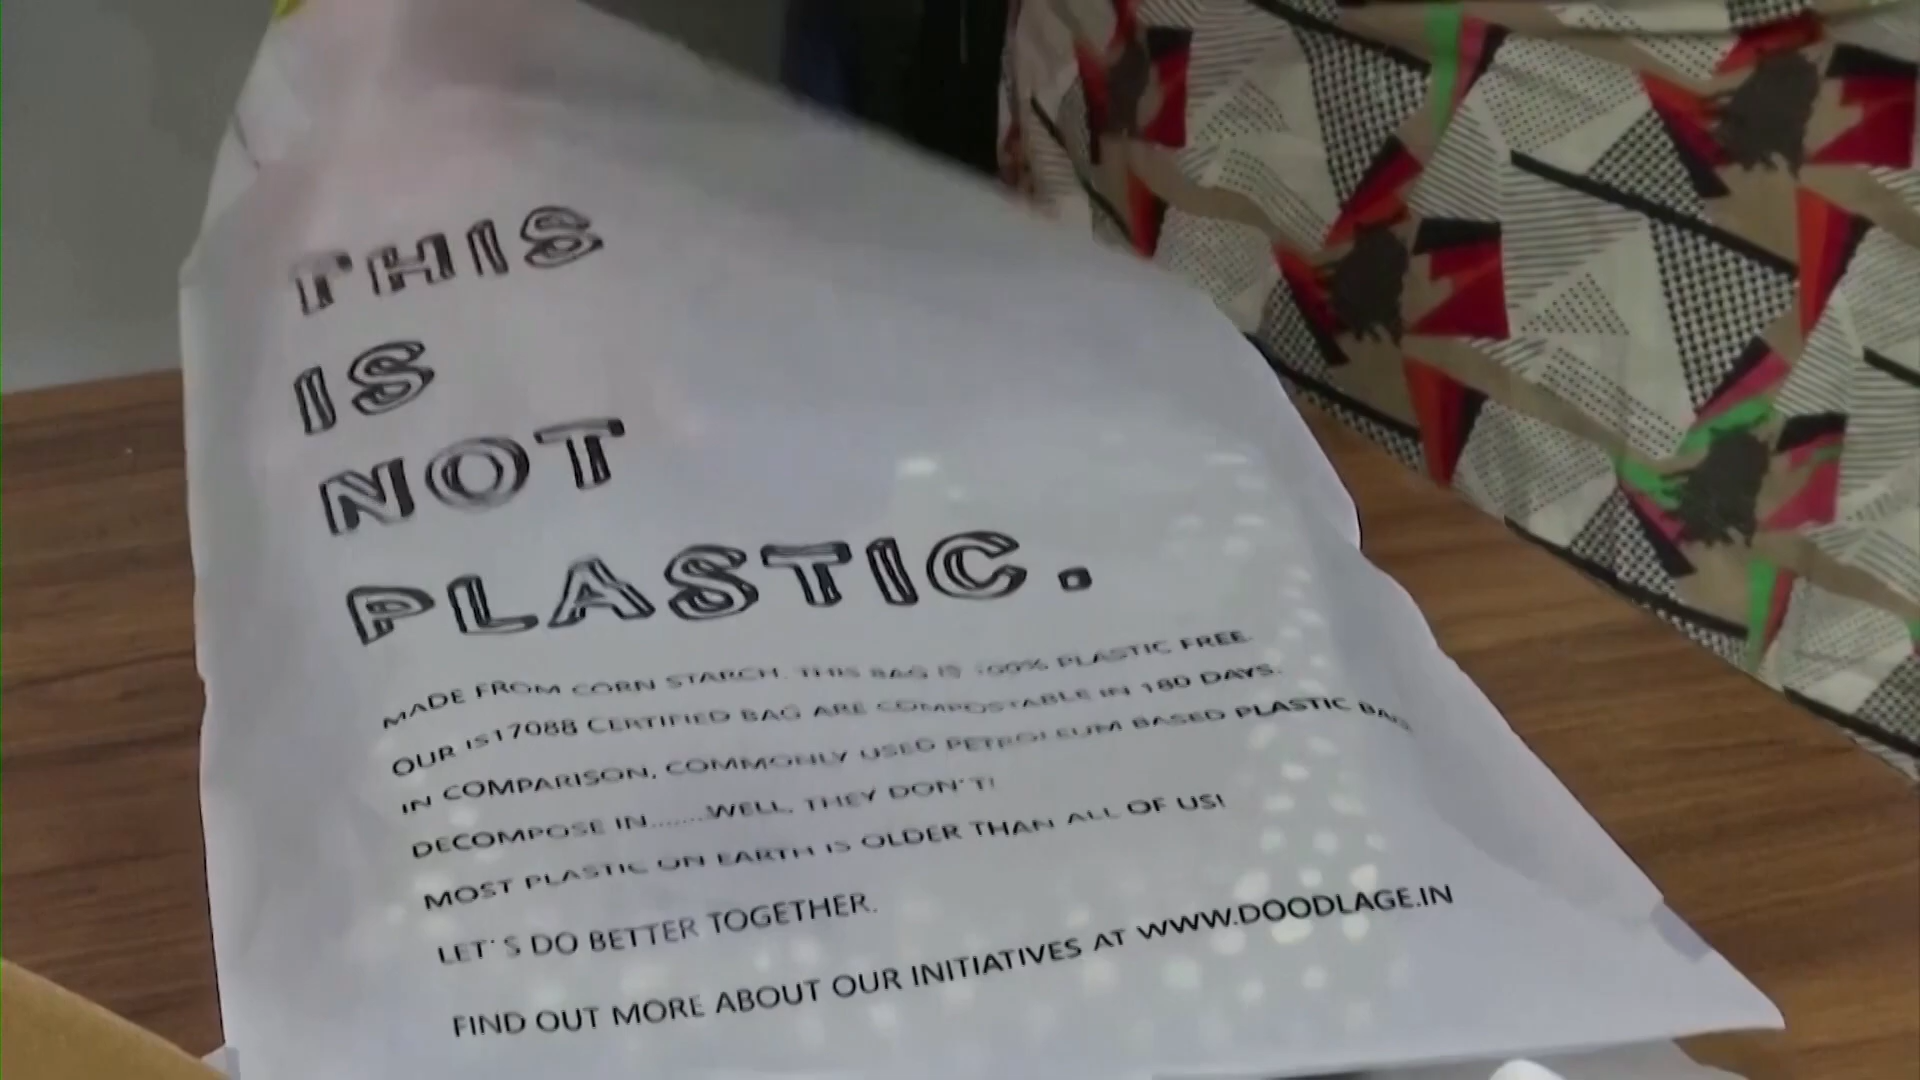 THIS
IS
NOT
PLASTIC.
MADE FROM CORN STARCH. THIS BAG IS 100% PLASTIC FREE
OUR IS17088 CERTIFIED BAG ARE COMPOSTABLE IN 180 DAYS.
IN COMPARISON, COMMONLY USED PETROLEUM BASED PLASTIC BAGS
DECOMPOSE IN.......WELL, THEY DON'T!
MOST PLASTIC ON EARTH IS OLDER THAN ALL OF US!
LET'S DO BETTER TOGETHER.
FIND OUT MORE ABOUT OUR INITIATIVES AT WWW.DOODLAGE.IN